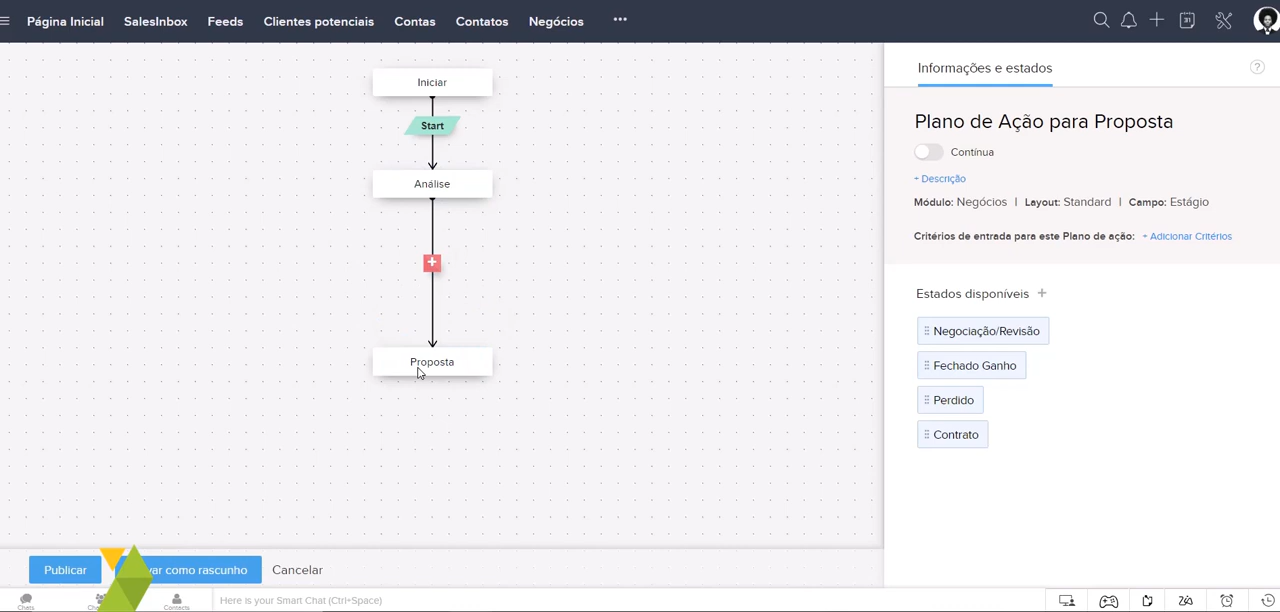 Página Inicial SalesInbox Feeds Clientes potenciais Contas Contatos Negócios •••
31
Iniciar
Start
Análise
+
Proposta
Informações e estados
?
Plano de Ação para Proposta
Contínua
+ Descrição
Módulo: Negócios | Layout: Standard | Campo: Estágio
Critérios de entrada para este Plano de ação: + Adicionar Critérios
Estados disponíveis +
Negociação/Revisão
Fechado Ganho
Perdido
Contrato
Publicar var como rascunho Cancelar
Chats Contacts Here is your Smart Chat (Ctrl+Space)